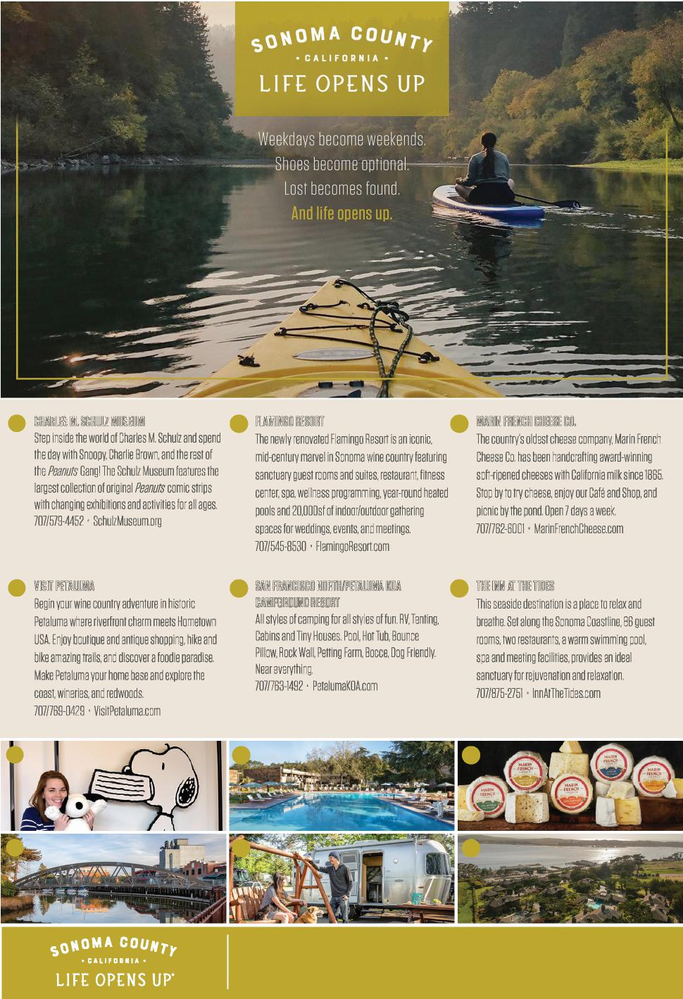 SONOMA COUNTY
• CALIFORNIA •
LIFE OPENS UP
Weekdays become weekends.
Shoes become optional.
Lost becomes found.
And life opens up.
CHARLES M. SCHULZ MUSEUM
Step inside the world of Charles M. Schulz and spend
the day with Snoopy, Charlie Brown, and the rest of
the Peanuts Gang! The Schulz Museum features the
largest collection of original Peanuts comic strips
with changing exhibitions and activities for all ages.
707/579-4452 • SchulzMuseum.org
FLAMINGO RESORT
The newly renovated Flamingo Resort is an iconic,
mid-century marvel in Sonoma wine country featuring
sanctuary guest rooms and suites, restaurant, fitness
center, spa, wellness programming, year-round heated
pools and 20,000sf of indoor/outdoor gathering
spaces for weddings, events, and meetings.
707/545-8530 • FlamingoResort.com
MARIN FRENCH CHEESE CO.
The country's oldest cheese company, Marin French
Cheese Co. has been handcrafting award-winning
soft-ripened cheeses with California milk since 1865.
Stop by to try cheese, enjoy our Café and Shop, and
picnic by the pond. Open 7 days a week.
707/762-6001 • MarinFrenchCheese.com
VISIT PETALUMA
Begin your wine country adventure in historic
Petaluma where riverfront charm meets Hometown
USA. Enjoy boutique and antique shopping, hike and
bike amazing trails, and discover a foodie paradise.
Make Petaluma your home base and explore the
coast, wineries, and redwoods.
707/769-0429 • VisitPetaluma.com
SAN FRANCISCO NORTH/PETALUMA KOA
CAMPGROUND RESORT
All styles of camping for all styles of fun. RV, Tenting,
Cabins and Tiny Houses. Pool, Hot Tub, Bounce
Pillow, Rock Wall, Petting Farm, Bocce, Dog Friendly.
Near everything.
707/763-1492 • PetalumaKOA.com
THE INN AT THE TIDES
This seaside destination is a place to relax and
breathe. Set along the Sonoma Coastline, 86 guest
rooms, two restaurants, a warm swimming pool,
spa and meeting facilities, provides an ideal
sanctuary for rejuvenation and relaxation.
707/875-2751 • InnAtTheTides.com
MARIN
FRENCH
MARIN
FRENCH
MARIN
FRENCH
MARIN
FRENCH
MARIN
FRENCH
SONOMA COUNTY
• CALIFORNIA •
LIFE OPENS UP®